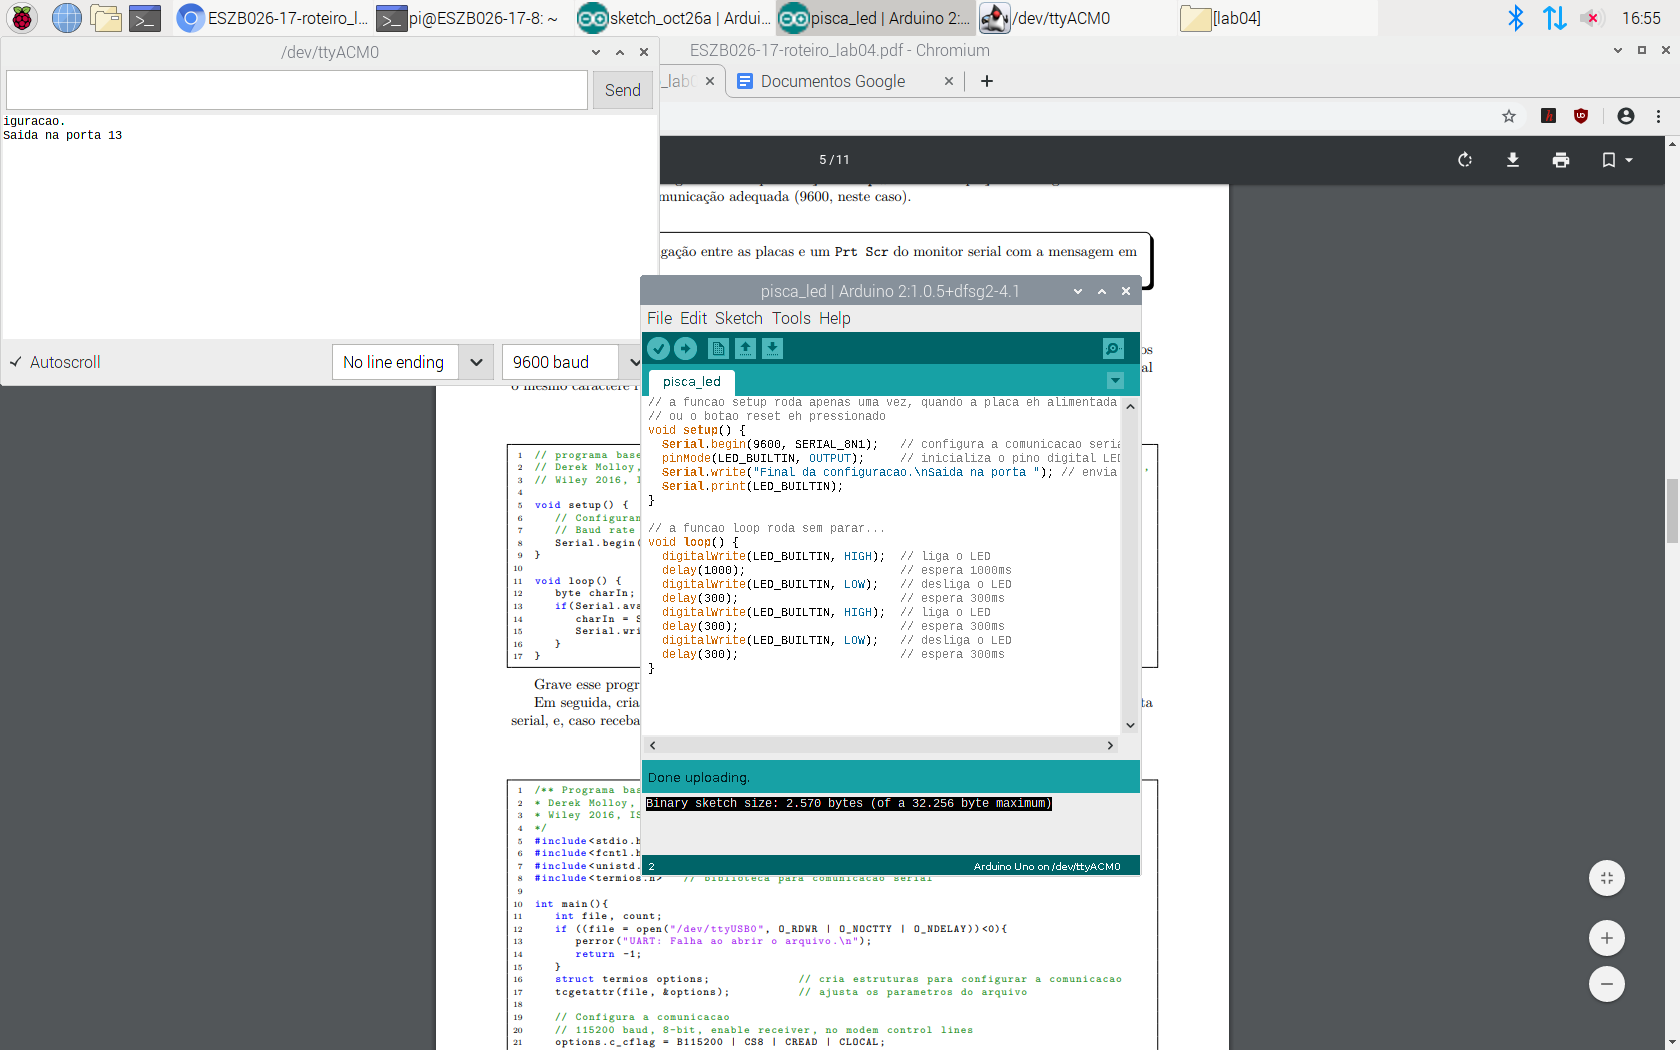 ESZB026-17-roteiro_l...
pi@ESZB026-17-8: ~
sketch_oct26a | Ardui...
pisca_led | Arduino 2:...
/dev/ttyACM0
[lab04]
16:55
/dev/ttyACM0
ESZB026-17-roteiro_lab04.pdf - Chromium
Send
Documentos Google
iguracao.
Saida na porta 13
5 / 11
municação adequada (9600, neste caso).
gação entre as placas e um Prt Scr do monitor serial com a mensagem em
pisca_led | Arduino 2:1.0.5+dfsg2-4.1
File Edit Sketch Tools Help
Autoscroll
No line ending
9600 baud
os
al
o mesmo caractere
pisca_led
// a funcao setup roda apenas uma vez, quando a placa eh alimentada
// ou o botao reset eh pressionado
void setup() {
Serial.begin(9600, SERIAL_8N1); // configura a comunicacao seria
pinMode(LED_BUILTIN, OUTPUT); // inicializa o pino digital LED
Serial.write("Final da configuracao.\nSaida na porta "); // envia
Serial.print(LED_BUILTIN);
}
// a funcao loop roda sem parar...
void loop() {
digitalWrite(LED_BUILTIN, HIGH); // liga o LED
delay(1000); // espera 1000ms
digitalWrite(LED_BUILTIN, LOW); // desliga o LED
delay(300); // espera 300ms
digitalWrite(LED_BUILTIN, HIGH); // liga o LED
delay(300); // espera 300ms
digitalWrite(LED_BUILTIN, LOW); // desliga o LED
delay(300); // espera 300ms
}
Done uploading.
Binary sketch size: 2.570 bytes (of a 32.256 byte maximum)
2
Arduino Uno on /dev/ttyACM0
1 // programa base
2 // Derek Molloy,
3 // Wiley 2016, I
4
5 void setup() {
6 // Configuran
7 // Baud rate
8 Serial.begin(
9 }
10
11 void loop() {
12 byte charIn;
13 if(Serial.ava
14 charIn = S
15 Serial.wri
16 }
17 }
Grave esse progr
Em seguida, cria
ta
serial, e, caso receba
1 /** Programa bas
2 * Derek Molloy,
3 * Wiley 2016, IS
4 */
5 #include<stdio.h
6 #include<fcntl.h
7 #include<unistd.
8 #include<termios.h> // biblioteca para comunicacao serial
9
10 int main(){
11 int file, count;
12 if ((file = open("/dev/ttyUSB0", O_RDWR | O_NOCTTY | O_NDELAY))<0){
13 perror("UART: Falha ao abrir o arquivo.\n");
14 return -1;
15 }
16 struct termios options; // cria estruturas para configurar a comunicacao
17 tcgetattr(file, &options); // ajusta os parametros do arquivo
18
19 // Configura a comunicacao
20 // 115200 baud, 8-bit, enable receiver, no modem control lines
21 options.c_cflag = B115200 | CS8 | CREAD | CLOCAL;